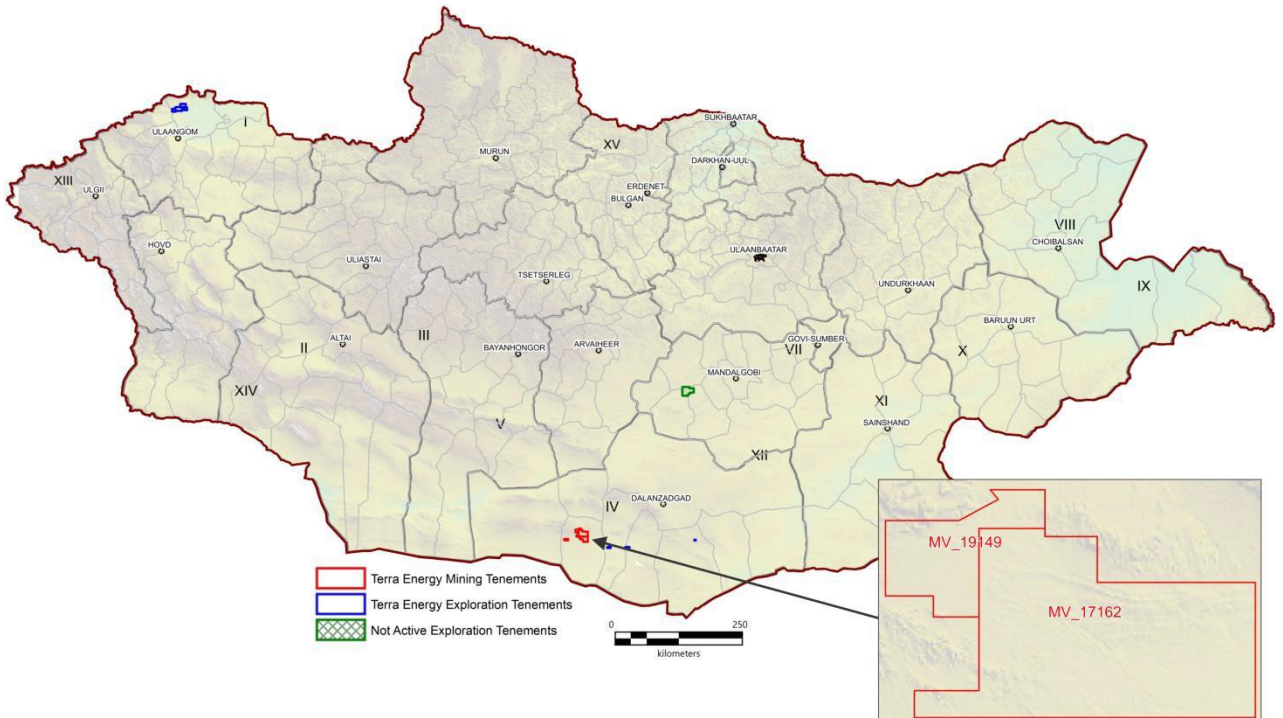 SUKHBAATAR
I
ULAANGOM
MURUN
XV
DARKHAN-UUL
XIII
ULGII
ERDENET
BULGAN
VIII
HOVD
ULAANBAATAR
CHOIBALSAN
ULIASTAI
TSETSERLEG
UNDURKHAAN
IX
BARUUN URT
II
ALTAI
III
BAYANHONGOR
ARVAIHEER
VII
GOVI-SUMBER
X
MANDALGOBI
XIV
XI
V
SAINSHAND
XII
DALANZADGAD
IV
MV_19149
MV_17162
Terra Energy Mining Tenements
Terra Energy Exploration Tenements
Not Active Exploration Tenements
0 250
kilometers